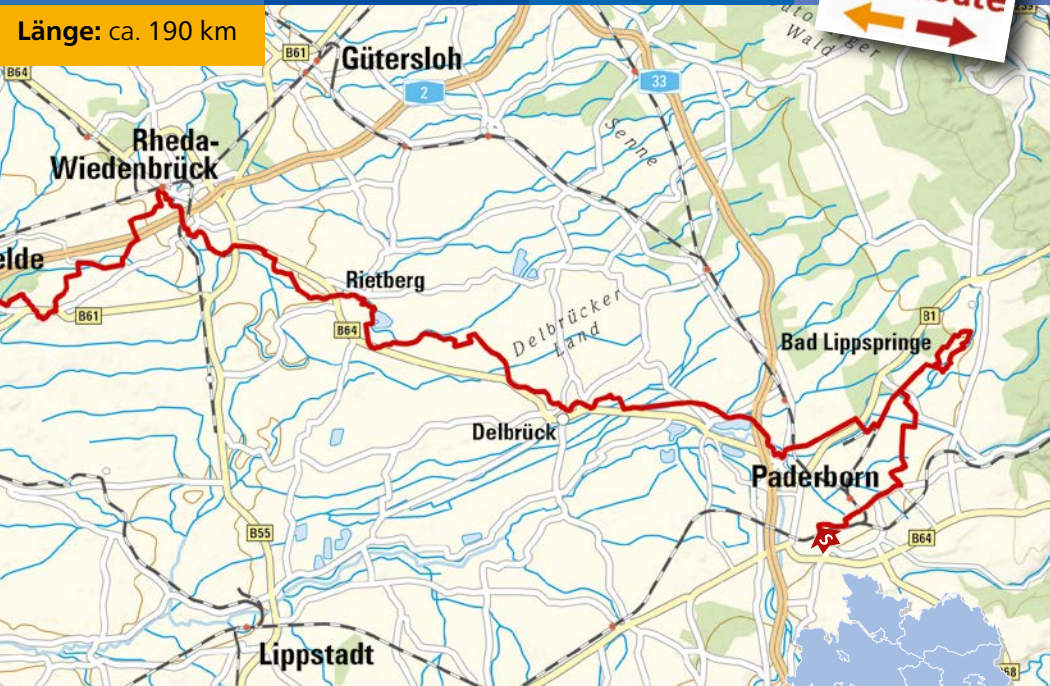 Länge: ca. 190 km
B61
Gütersloh
B64
2
33
Wald
Senne
Rheda-
Wiedenbrück
elde
B61
Rietberg
B64
Delbrücker
Land
B1
Bad Lippspringe
Delbrück
Paderborn
B55
S
B64
Lippstadt